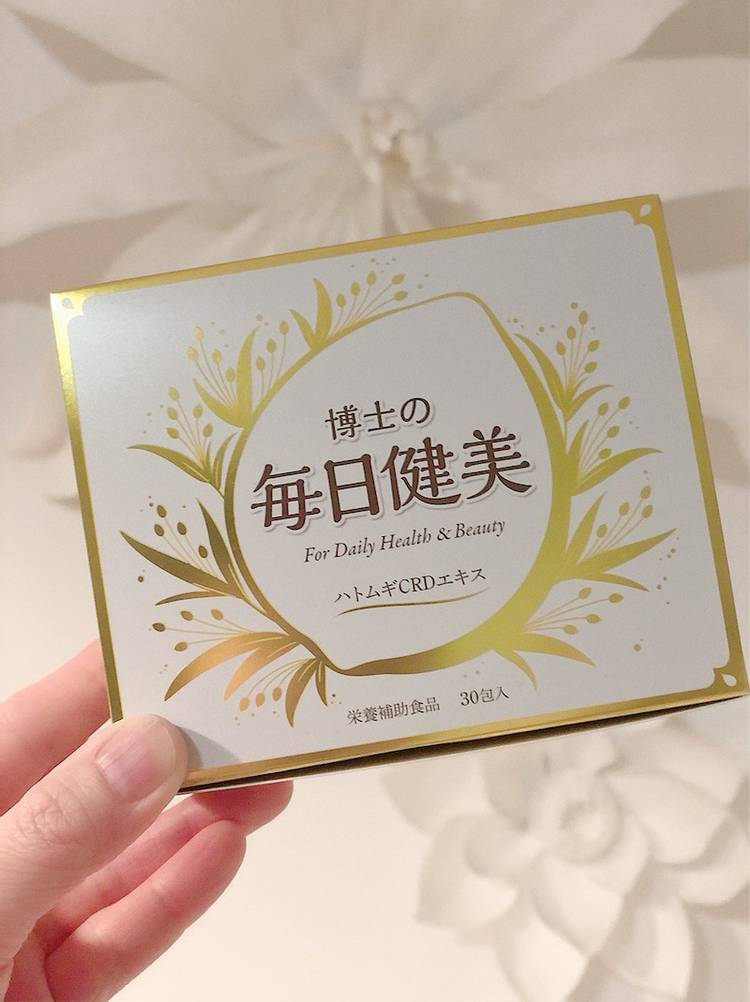 博士の
毎日健美
For Daily Health & Beauty
ハトムギCRDエキス
栄養補助食品 30包入